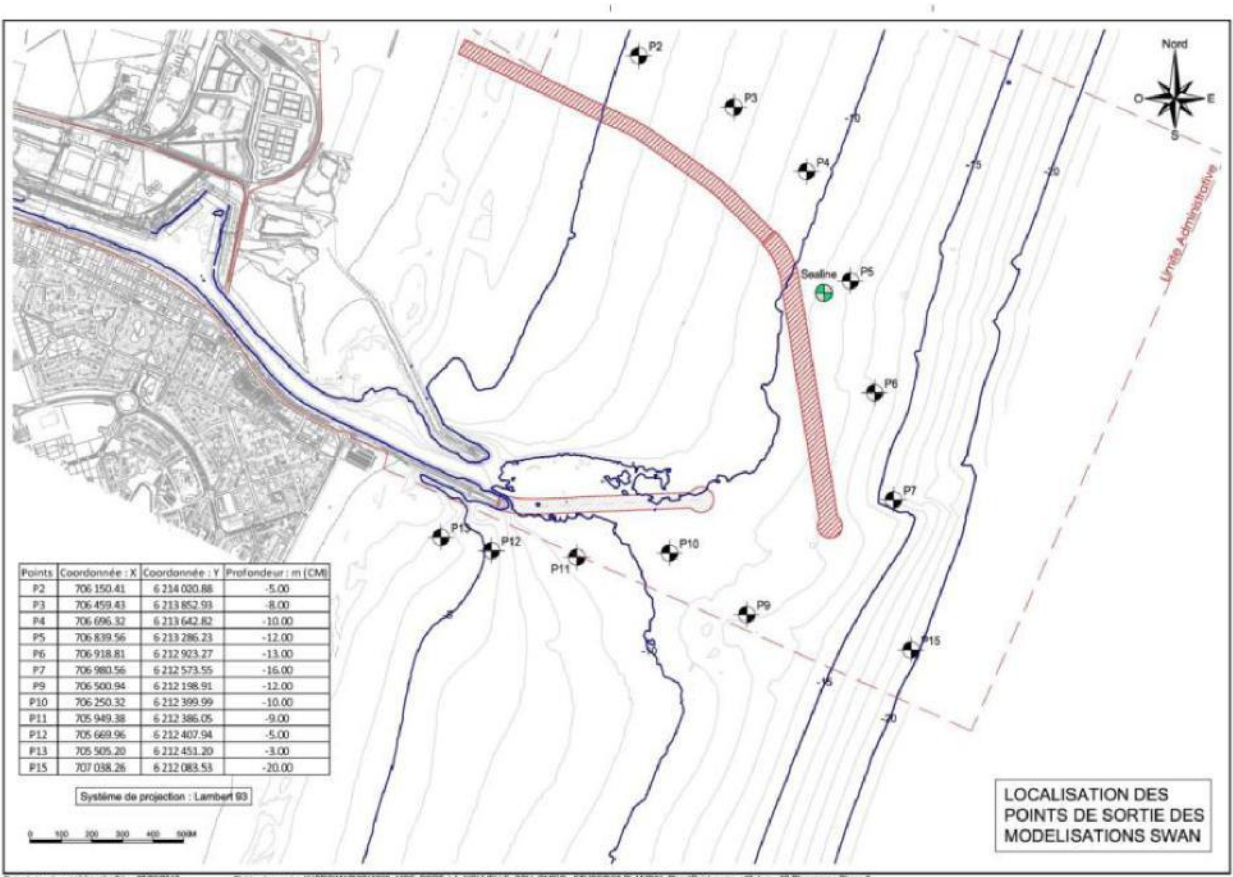 Nord
O
E
S
P2
P3
P4
-10
-15
-20
Limite Administrative
Sealine
P5
P6
P7
P13
P12
P11
P10
P9
P15
-5
-10
-15
-20
Points Coordonnée : X Coordonnée : Y Profondeur : m (CM)
P2 706 150.41 6 214 020.88 -5.00
P3 706 459.43 6 213 852.93 -8.00
P4 706 696.32 6 213 642.82 -10.00
P5 706 839.56 6 213 286.23 -12.00
P6 706 918.81 6 212 923.27 -13.00
P7 706 980.56 6 212 573.55 -16.00
P9 706 500.94 6 212 198.91 -12.00
P10 706 250.32 6 212 399.99 -10.00
P11 705 949.38 6 212 386.05 -9.00
P12 705 669.96 6 212 407.94 -5.00
P13 705 505.20 6 212 451.20 -3.00
P15 707 038.26 6 212 083.53 -20.00
Système de projection : Lambert 93
0 100 200 300 400 500M
LOCALISATION DES
POINTS DE SORTIE DES
MODELISATIONS SWAN